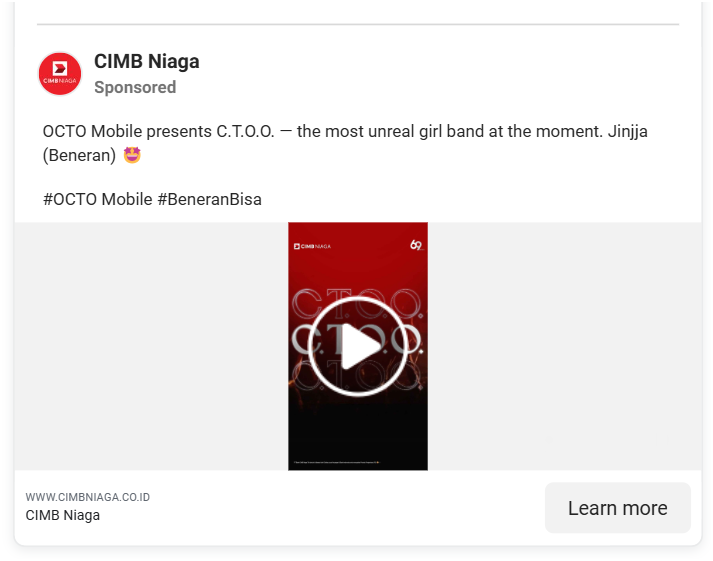 CIMB NIAGA
CIMB Niaga
Sponsored
OCTO Mobile presents C.T.O.O. — the most unreal girl band at the moment. Jinjja
(Beneran) 🤩
#OCTO Mobile #BeneranBisa
CIMB NIAGA
69
C.T.O.O.
C.T.O.O.
C.T.O.O.
WWW.CIMBNIAGA.CO.ID
CIMB Niaga
Learn more